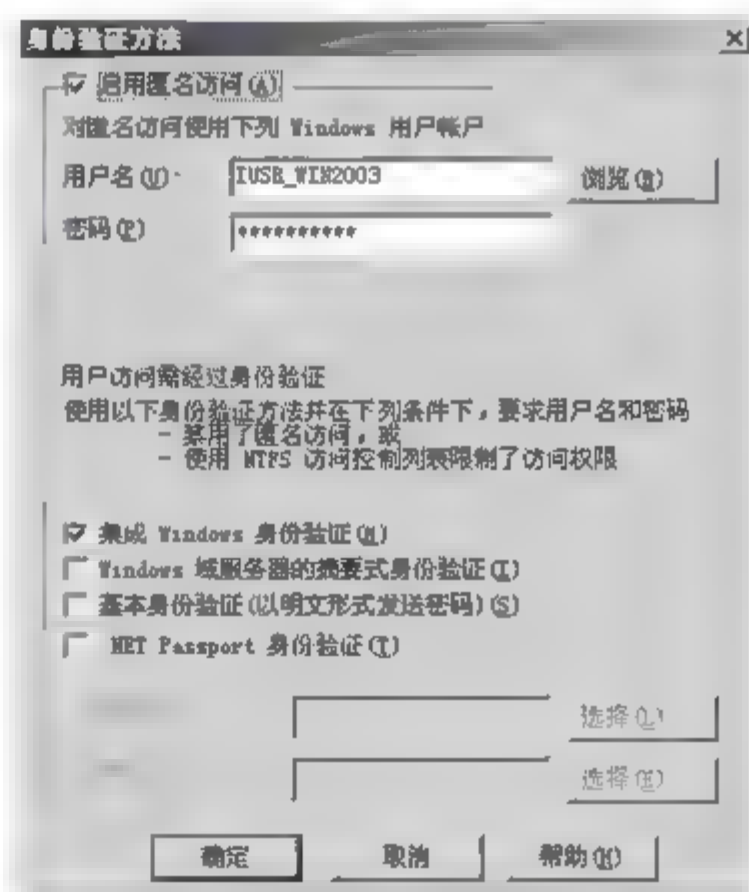 身份验证方法
启用匿名访问(A)
对匿名访问使用下列 Windows 用户帐户
用户名(U): IUSR_WIN2003 浏览(B)
密码(P) **********
用户访问需经过身份验证
使用以下身份验证方法并在下列条件下，要求用户名和密码
- 禁用了匿名访问，或
- 使用 NTFS 访问控制列表限制了访问权限
集成 Windows 身份验证(N)
Windows 域服务器的摘要式身份验证(I)
基本身份验证(以明文形式发送密码)(S)
NET Passport 身份验证(T)
选择(L)
选择(E)
确定 取消 帮助(H)